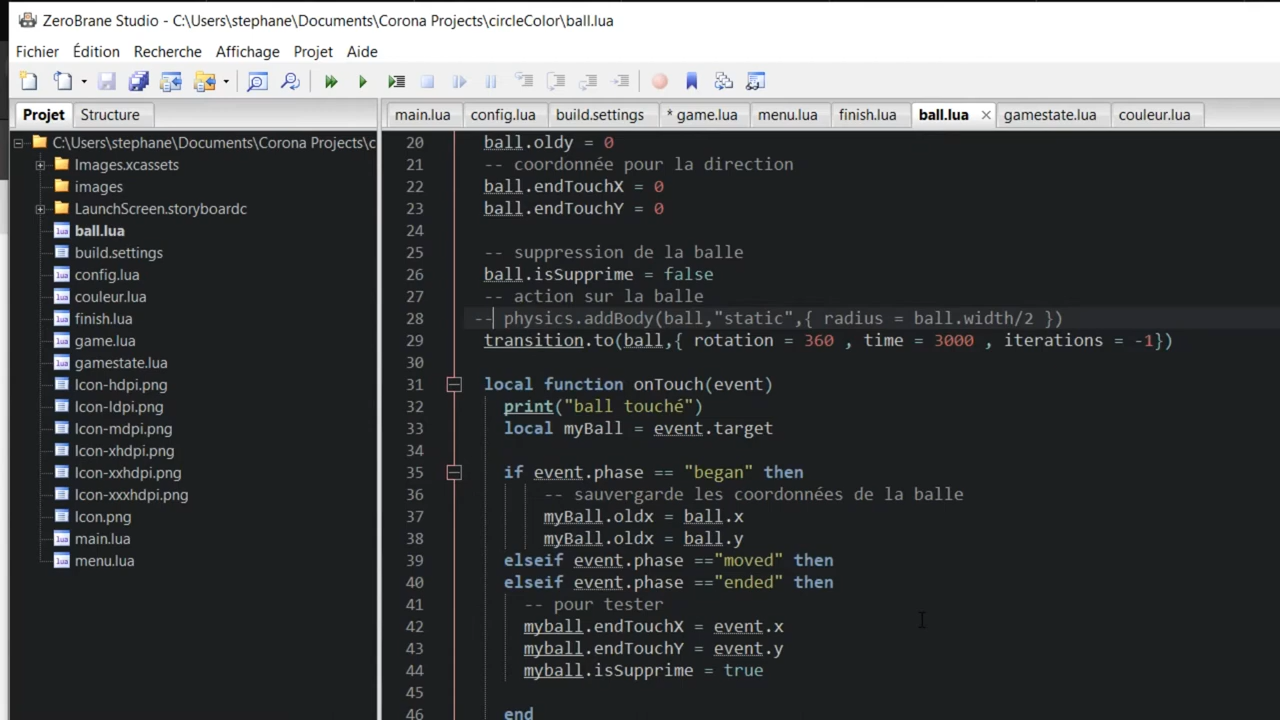 ZeroBrane Studio - C:\Users\stephane\Documents\Corona Projects\circleColor\ball.lua
Fichier Édition Recherche Affichage Projet Aide
Projet Structure
main.lua config.lua build.settings * game.lua menu.lua finish.lua ball.lua gamestate.lua couleur.lua
C:\Users\stephane\Documents\Corona Projects\c
Images.xcassets
images
LaunchScreen.storyboardc
ball.lua
build.settings
config.lua
couleur.lua
finish.lua
game.lua
gamestate.lua
Icon-hdpi.png
Icon-ldpi.png
Icon-mdpi.png
Icon-xhdpi.png
Icon-xxhdpi.png
Icon-xxxhdpi.png
Icon.png
main.lua
menu.lua
20 ball.oldy = 0
21 -- coordonnée pour la direction
22 ball.endTouchX = 0
23 ball.endTouchY = 0
24
25 -- suppression de la balle
26 ball.isSupprime = false
27 -- action sur la balle
28 -- physics.addBody(ball,"static",{ radius = ball.width/2 })
29 transition.to(ball,{ rotation = 360 , time = 3000 , iterations = -1})
30
31 local function onTouch(event)
32 print("ball touché")
33 local myBall = event.target
34
35 if event.phase == "began" then
36 -- sauvergarde les coordonnées de la balle
37 myBall.oldx = ball.x
38 myBall.oldx = ball.y
39 elseif event.phase =="moved" then
40 elseif event.phase =="ended" then
41 -- pour tester
42 myball.endTouchX = event.x
43 myball.endTouchY = event.y
44 myball.isSupprime = true
45
46 end